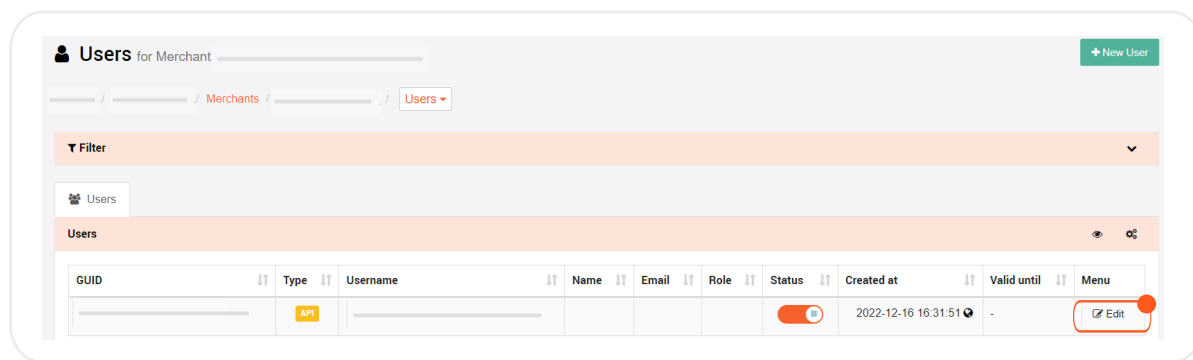 Users for Merchant
+ New User
/ / Merchants / / Users
Filter
Users
Users
GUID Type Username Name Email Role Status Created at Valid until Menu
API 2022-12-16 16:31:51 - Edit